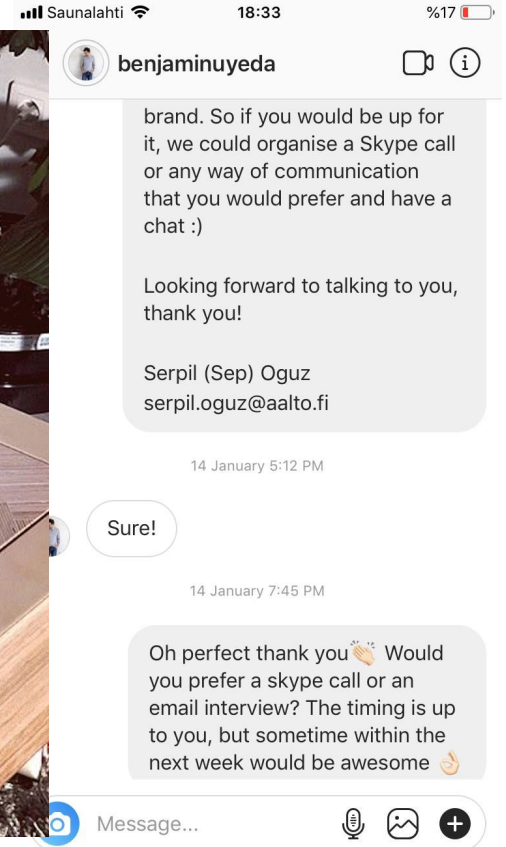 Saunalahti 18:33 %17
benjaminuyeda
brand. So if you would be up for
it, we could organise a Skype call
or any way of communication
that you would prefer and have a
chat :)
Looking forward to talking to you,
thank you!
Serpil (Sep) Oguz
serpil.oguz@aalto.fi
14 January 5:12 PM
Sure!
14 January 7:45 PM
Oh perfect thank you👏🏻 Would
you prefer a skype call or an
email interview? The timing is up
to you, but sometime within the
next week would be awesome 👌🏻
Message...